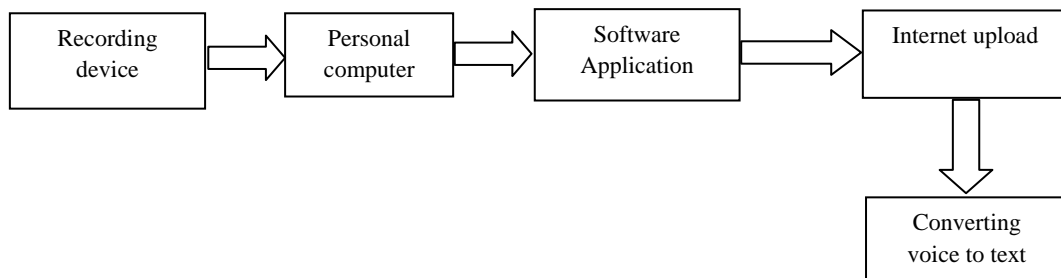 Recording
device
Personal
computer
Software
Application
Internet upload
Converting
voice to text